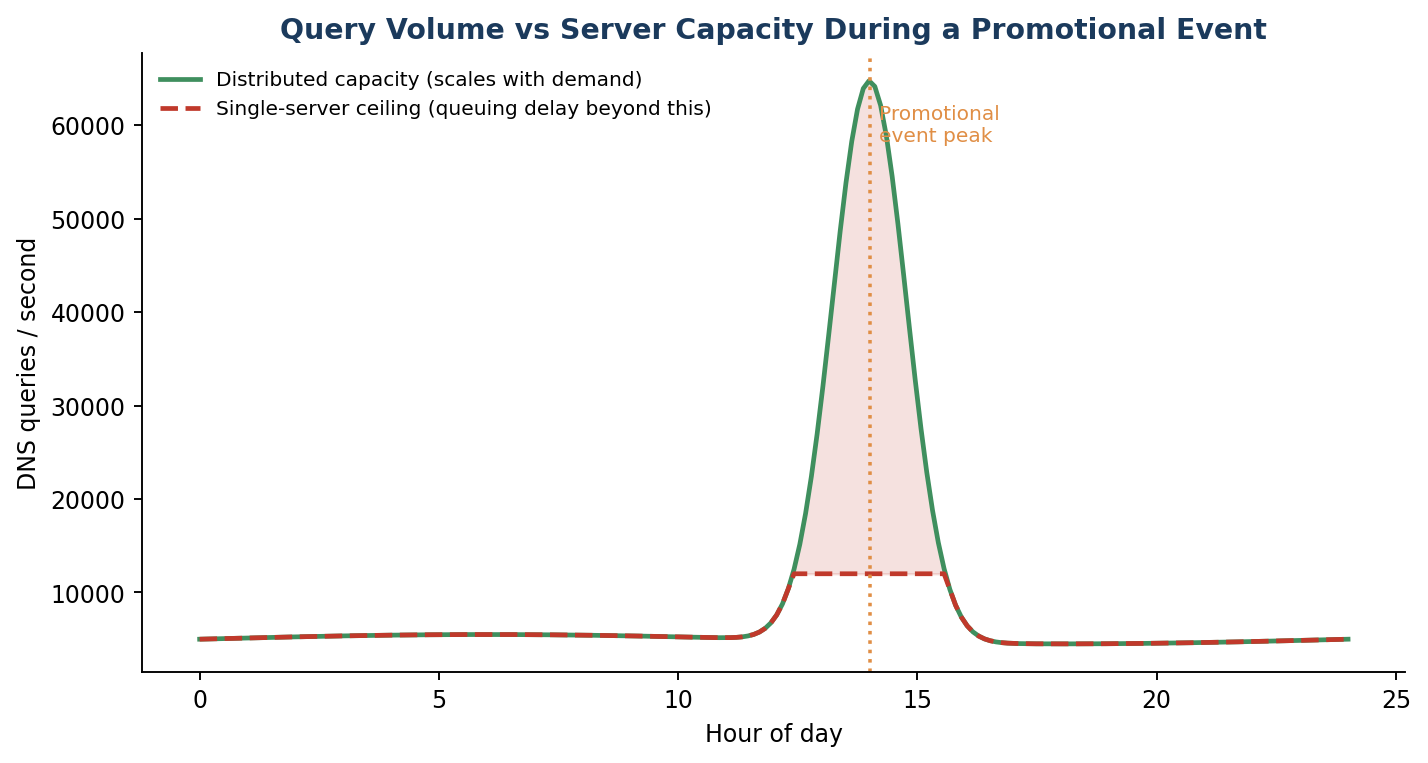 Query Volume vs Server Capacity During a Promotional Event
Distributed capacity (scales with demand)
Single-server ceiling (queuing delay beyond this)
Promotional
event peak
DNS queries / second
60000
50000
40000
30000
20000
10000
0 5 10 15 20 25
Hour of day